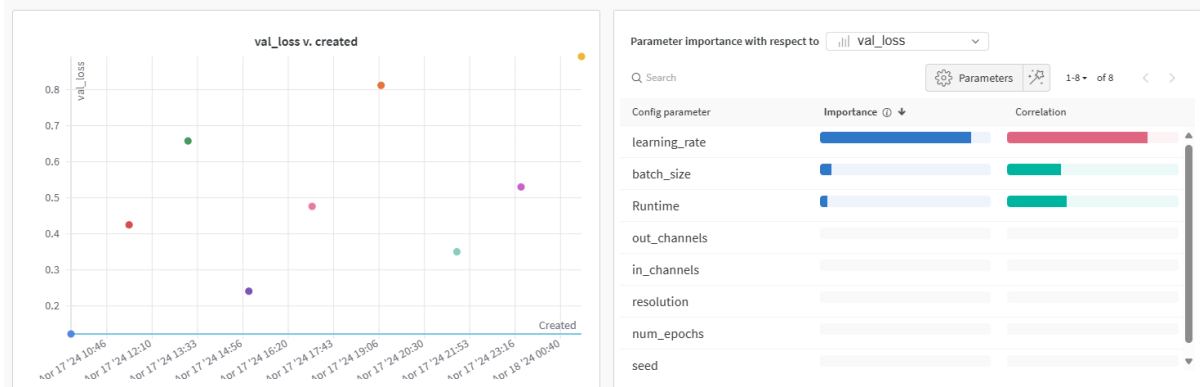 val_loss v. created
val_loss
0.8
0.7
0.6
0.5
0.4
0.3
0.2
Created
Apr 17 '24 10:46
Apr 17 '24 12:10
Apr 17 '24 13:33
Apr 17 '24 14:56
Apr 17 '24 16:20
Apr 17 '24 17:43
Apr 17 '24 19:06
Apr 17 '24 20:30
Apr 17 '24 21:53
Apr 17 '24 23:16
Apr 18 '24 00:40
Parameter importance with respect to val_loss
Search Parameters 1-8 of 8
Config parameter Importance Correlation
learning_rate
batch_size
Runtime
out_channels
in_channels
resolution
num_epochs
seed